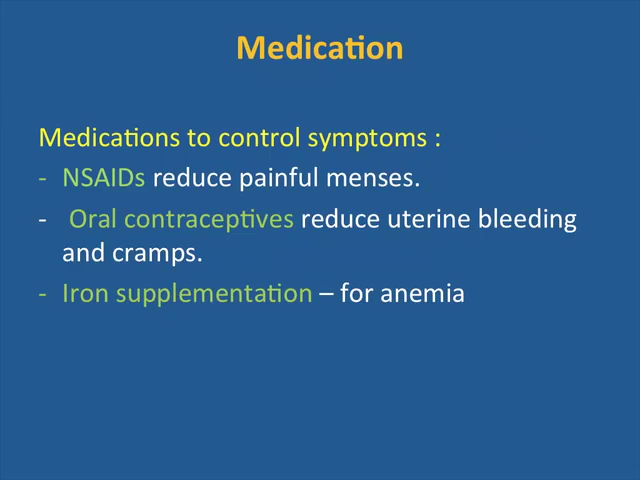 Medication
Medications to control symptoms :
- NSAIDs reduce painful menses.
- Oral contraceptives reduce uterine bleeding
and cramps.
- Iron supplementation – for anemia